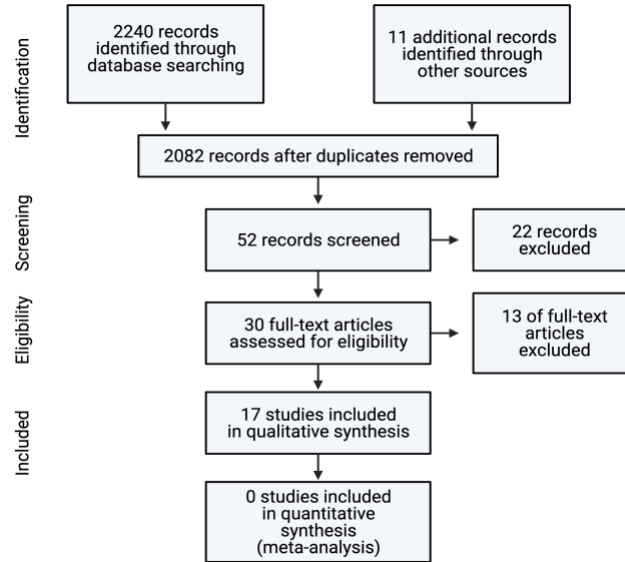 2240 records
identified through
database searching
11 additional records
identified through
other sources
Identification
2082 records after duplicates removed
Screening
52 records screened
22 records
excluded
Eligibility
30 full-text articles
assessed for eligibility
13 of full-text
articles
excluded
Included
17 studies included
in qualitative synthesis
0 studies included
in quantitative
synthesis
(meta-analysis)